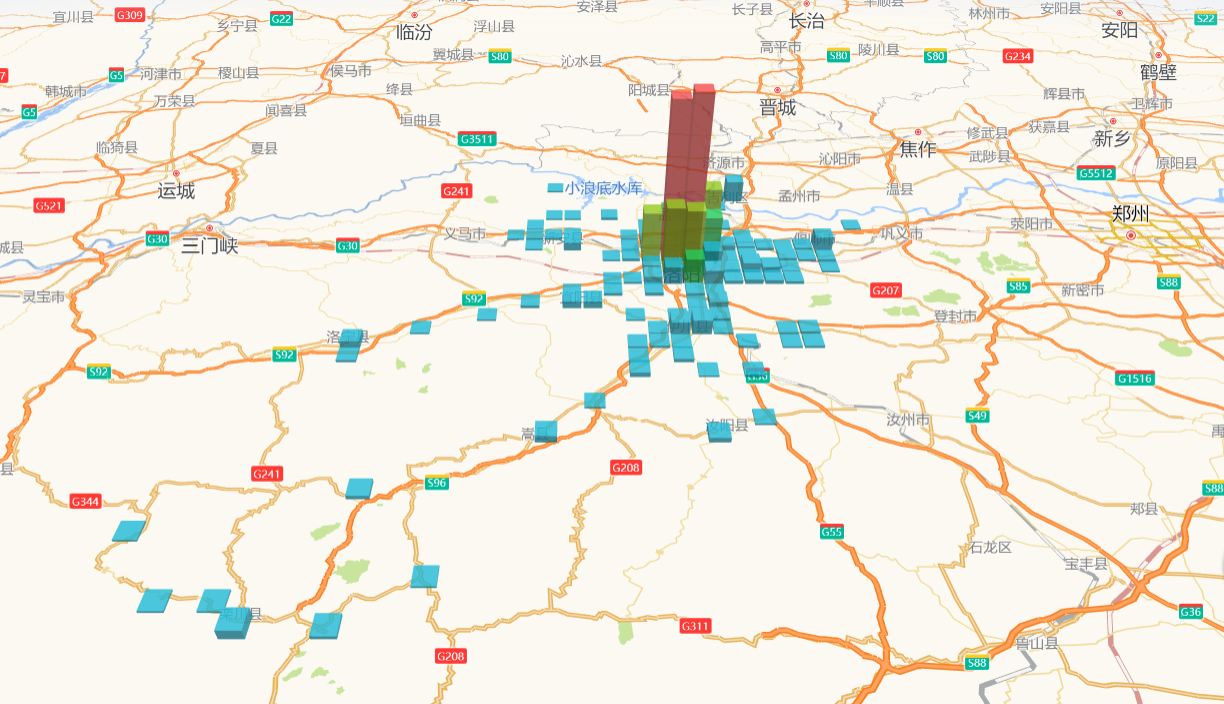 宜川县
G309
G22
乡宁县
临汾
浮山县
安泽县
长子县
长治
林州市
安阳县
安阳
S22
G5
河津市
稷山县
侯马市
翼城县
S80
沁水县
高平市
S80
陵川县
S80
G234
鹤壁
韩城市
G5
万荣县
闻喜县
绛县
垣曲县
阳城县
晋城
辉县市
卫辉市
临猗县
夏县
G3511
济源市
沁阳市
焦作
修武县
武陟县
获嘉县
新乡
原阳县
运城
G241
小浪底水库
孟州市
温县
G5512
G521
G30
三门峡
G30
义马市
巩义市
荥阳市
郑州
灵宝市
S92
洛阳
G207
S85
新密市
S88
登封市
S92
S92
G1516
汝阳县
汝州市
S49
G241
S96
G208
G344
S88
郏县
G55
石龙区
宝丰县
G36
G311
鲁山县
G208
S88